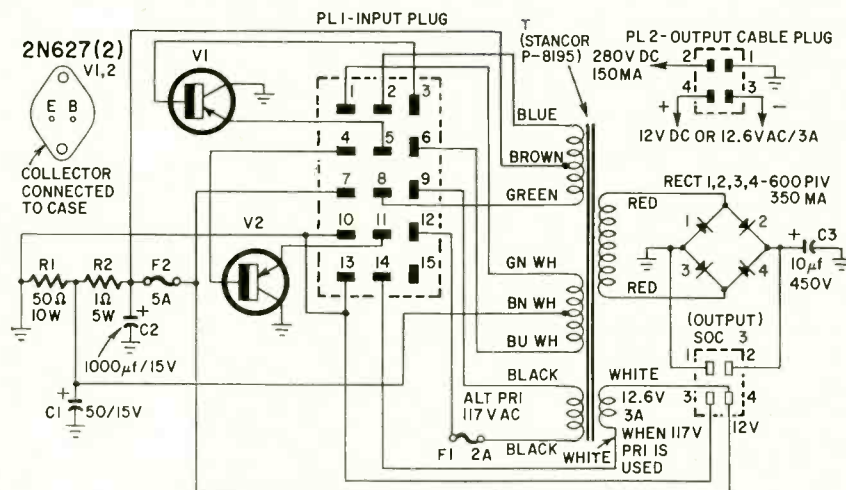 PL1-INPUT PLUG
PL2-OUTPUT CABLE PLUG
2N627(2)
V1,2
E B
COLLECTOR
CONNECTED
TO CASE
V1
V2
T
(STANCOR
P-8195)
280V DC
150MA
2 1
4 3
+ −
12V DC OR 12.6V AC/3A
1 2 3
4 5 6
7 8 9
10 11 12
13 14 15
BLUE
BROWN
GREEN
GN WH
BN WH
BU WH
BLACK
ALT PRI
117V AC
BLACK
F1 2A
RED
RED
RECT 1,2,3,4-600 PIV
350 MA
1 2
3 4
+ C3
10µf
450V
(OUTPUT)
SOC 3
1 2
3 4
12V
WHITE
12.6V
3A
WHEN 117V
PRI IS
USED
WHITE
R1
50Ω
10W
R2
1Ω
5W
F2
5A
+
C2
1000µf/15V
+
C1 50/15V